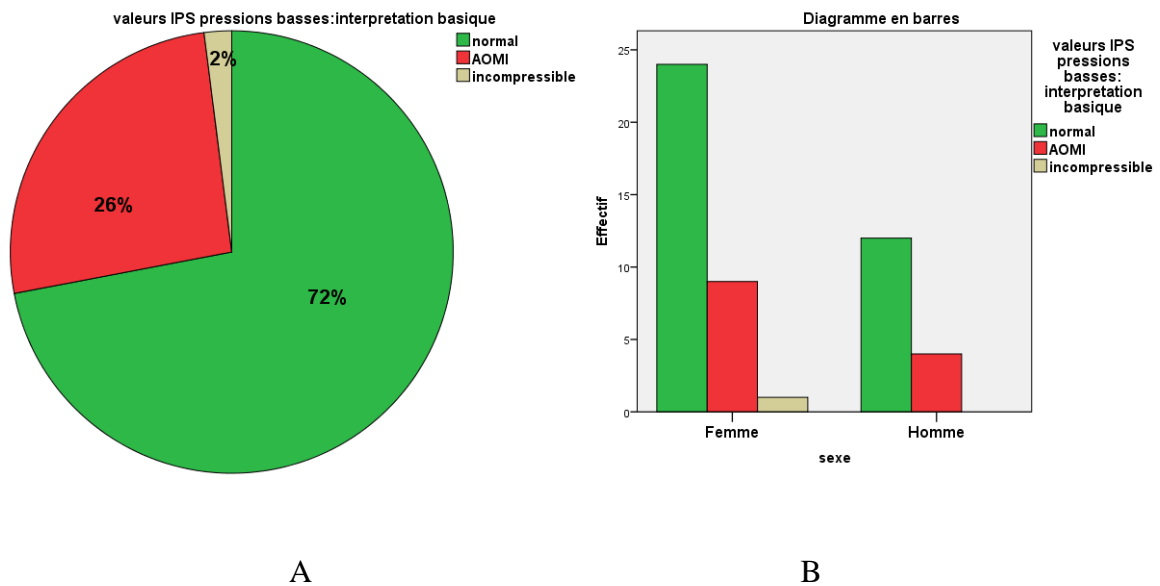 valeurs IPS pressions basses:interpretation basique
normal
AOMI
incompressible
2%
26%
72%
A
Diagramme en barres
valeurs IPS
pressions
basses:
interpretation
basique
normal
AOMI
incompressible
Effectif
25
20
15
10
5
0
Femme
Homme
sexe
B